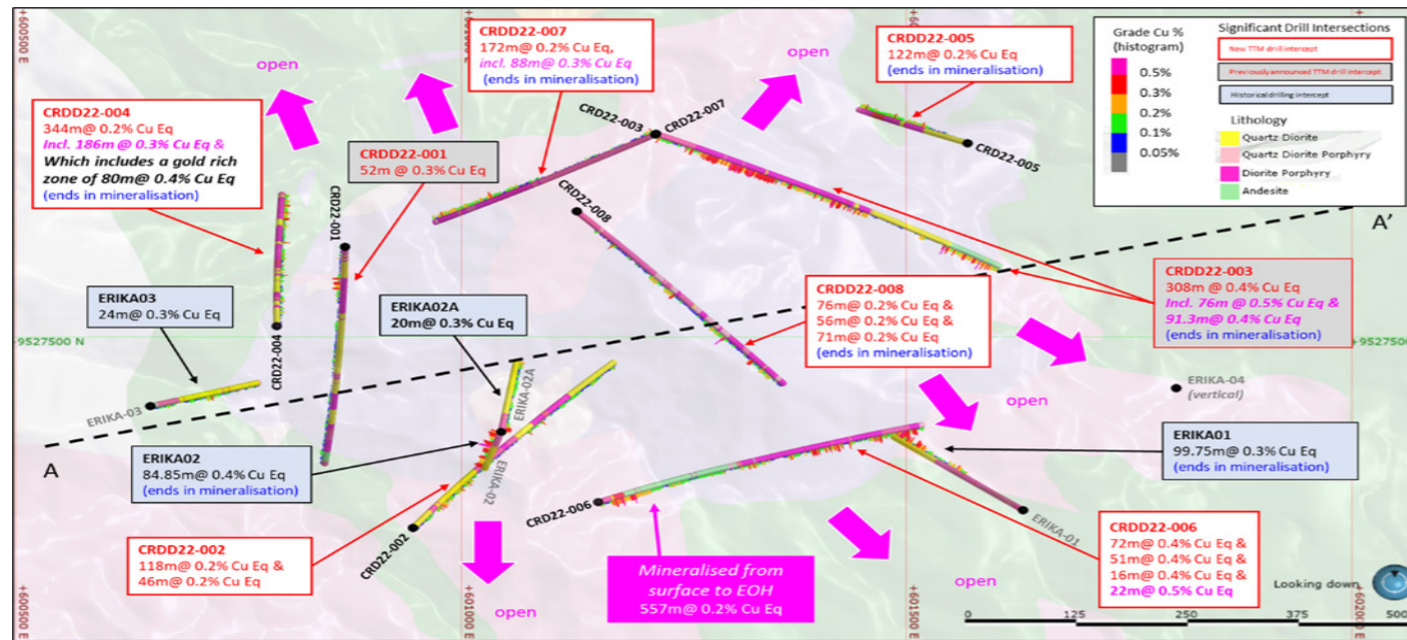 +600500 E
+601000 E
+601500 E
+602000 E
open
CRDD22-007
172m@ 0.2% Cu Eq,
incl. 88m@ 0.3% Cu Eq
(ends in mineralisation)
CRDD22-005
122m@ 0.2% Cu Eq
(ends in mineralisation)
Grade Cu %
(histogram)
0.5%
0.3%
0.2%
0.1%
0.05%
Significant Drill Intersections
New TTM drill intercept
Previously announced TTM drill intercept
Historical drilling intercept
Lithology
Quartz Diorite
Quartz Diorite Porphyry
Diorite Porphyry
Andesite
open
CRDD22-004
344m@ 0.2% Cu Eq
Incl. 186m @ 0.3% Cu Eq &
Which includes a gold rich
zone of 80m@ 0.4% Cu Eq
(ends in mineralisation)
CRDD22-001
52m @ 0.3% Cu Eq
CRDD22-003
CRDD22-007
CRDD22-005
CRD22-008
CRD22-001
A'
ERIKA03
24m@ 0.3% Cu Eq
ERIKA02A
20m@ 0.3% Cu Eq
CRDD22-008
76m@ 0.2% Cu Eq &
56m@ 0.2% Cu Eq &
71m@ 0.2% Cu Eq
(ends in mineralisation)
CRDD22-003
308m @ 0.4% Cu Eq
Incl. 76m @ 0.5% Cu Eq &
91.3m@ 0.4% Cu Eq
(ends in mineralisation)
9527500 N
+9527500
CRD22-004
ERIKA-03
ERIKA-02A
ERIKA-04
(vertical)
open
A
ERIKA02
84.85m@ 0.4% Cu Eq
(ends in mineralisation)
ERIKA-02
ERIKA01
99.75m@ 0.3% Cu Eq
(ends in mineralisation)
CRD22-006
CRDD22-002
ERIKA-01
CRDD22-002
118m@ 0.2% Cu Eq &
46m@ 0.2% Cu Eq
Mineralised from
surface to EOH
557m@ 0.2% Cu Eq
CRDD22-006
72m@ 0.4% Cu Eq &
51m@ 0.4% Cu Eq &
16m@ 0.4% Cu Eq &
22m@ 0.5% Cu Eq
open
open
Looking down
0 125 250 375 500